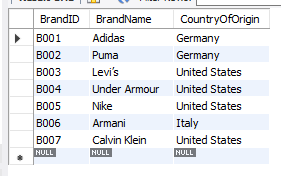 BrandID BrandName CountryOfOrigin
B001 Adidas Germany
B002 Puma Germany
B003 Levi's United States
B004 Under Armour United States
B005 Nike United States
B006 Armani Italy
B007 Calvin Klein United States
NULL NULL NULL